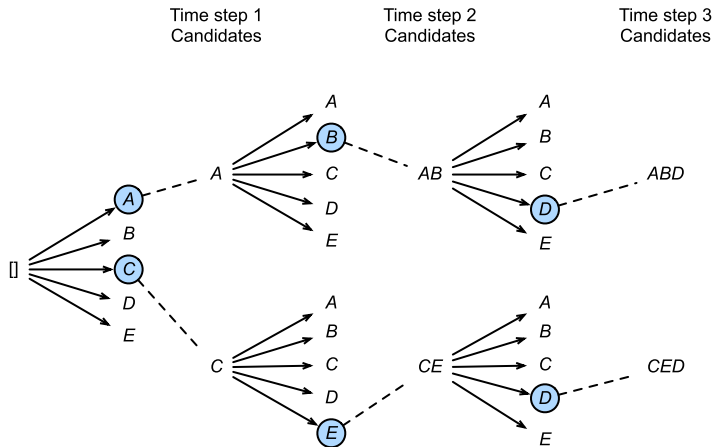 Time step 1
Candidates
Time step 2
Candidates
Time step 3
Candidates
[]
A
B
C
D
E
A
C
A
B
C
D
E
A
B
C
D
E
AB
CE
A
B
C
D
E
A
B
C
D
E
ABD
CED